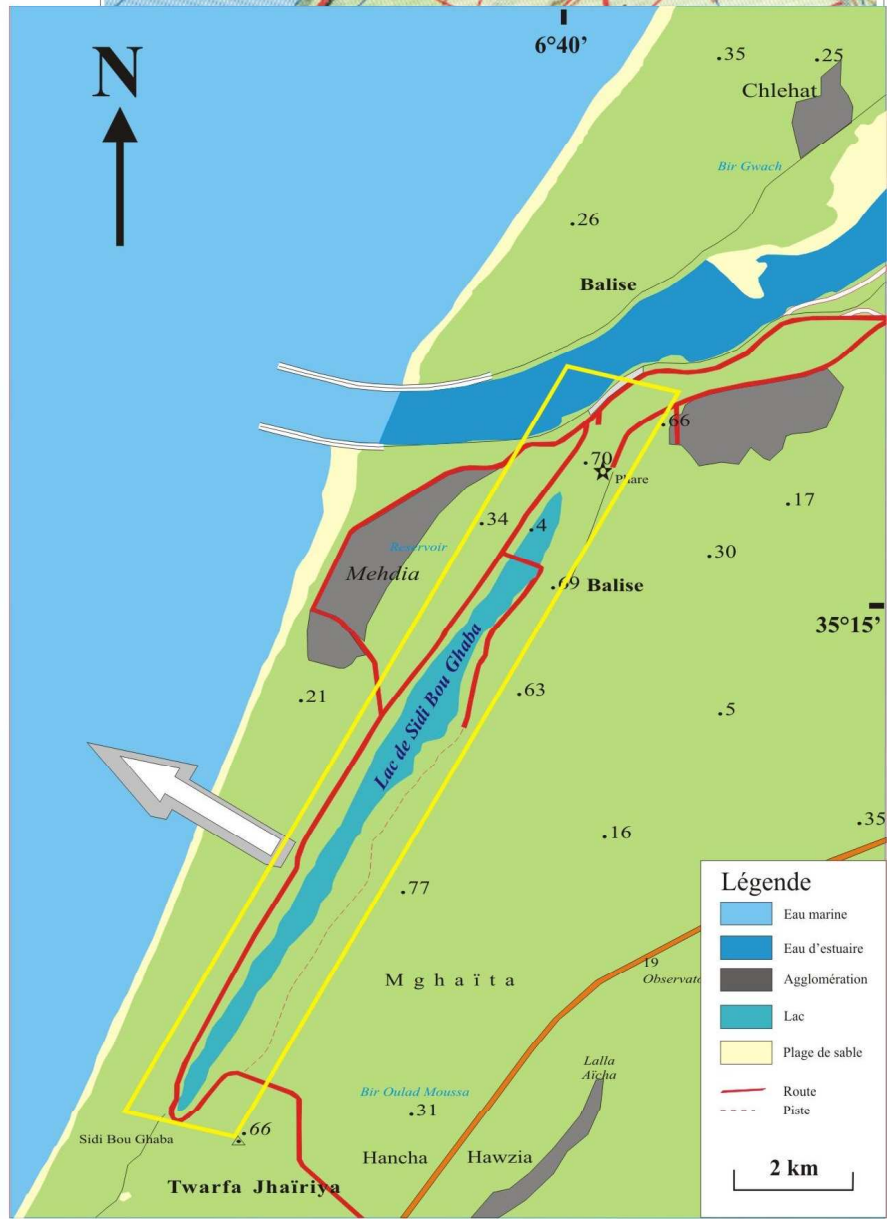 6°40’
N
.35
.25
Chlehat
Bir Gwach
.26
Balise
.66
.70
Phare
.17
.34
.4
.30
Reservoir
Mehdia
.69
Balise
35°15’
Lac de Sidi Bou Ghaba
.63
.21
.5
.16
.35
.77
Mghaïta
19
Observato
Lalla
Aïcha
Bir Oulad Moussa
.31
.66
Sidi Bou Ghaba
Hancha
Hawzia
Twarfa Jhaïriya
Légende
Eau marine
Eau d’estuaire
Agglomération
Lac
Plage de sable
Route
Piste
2 km